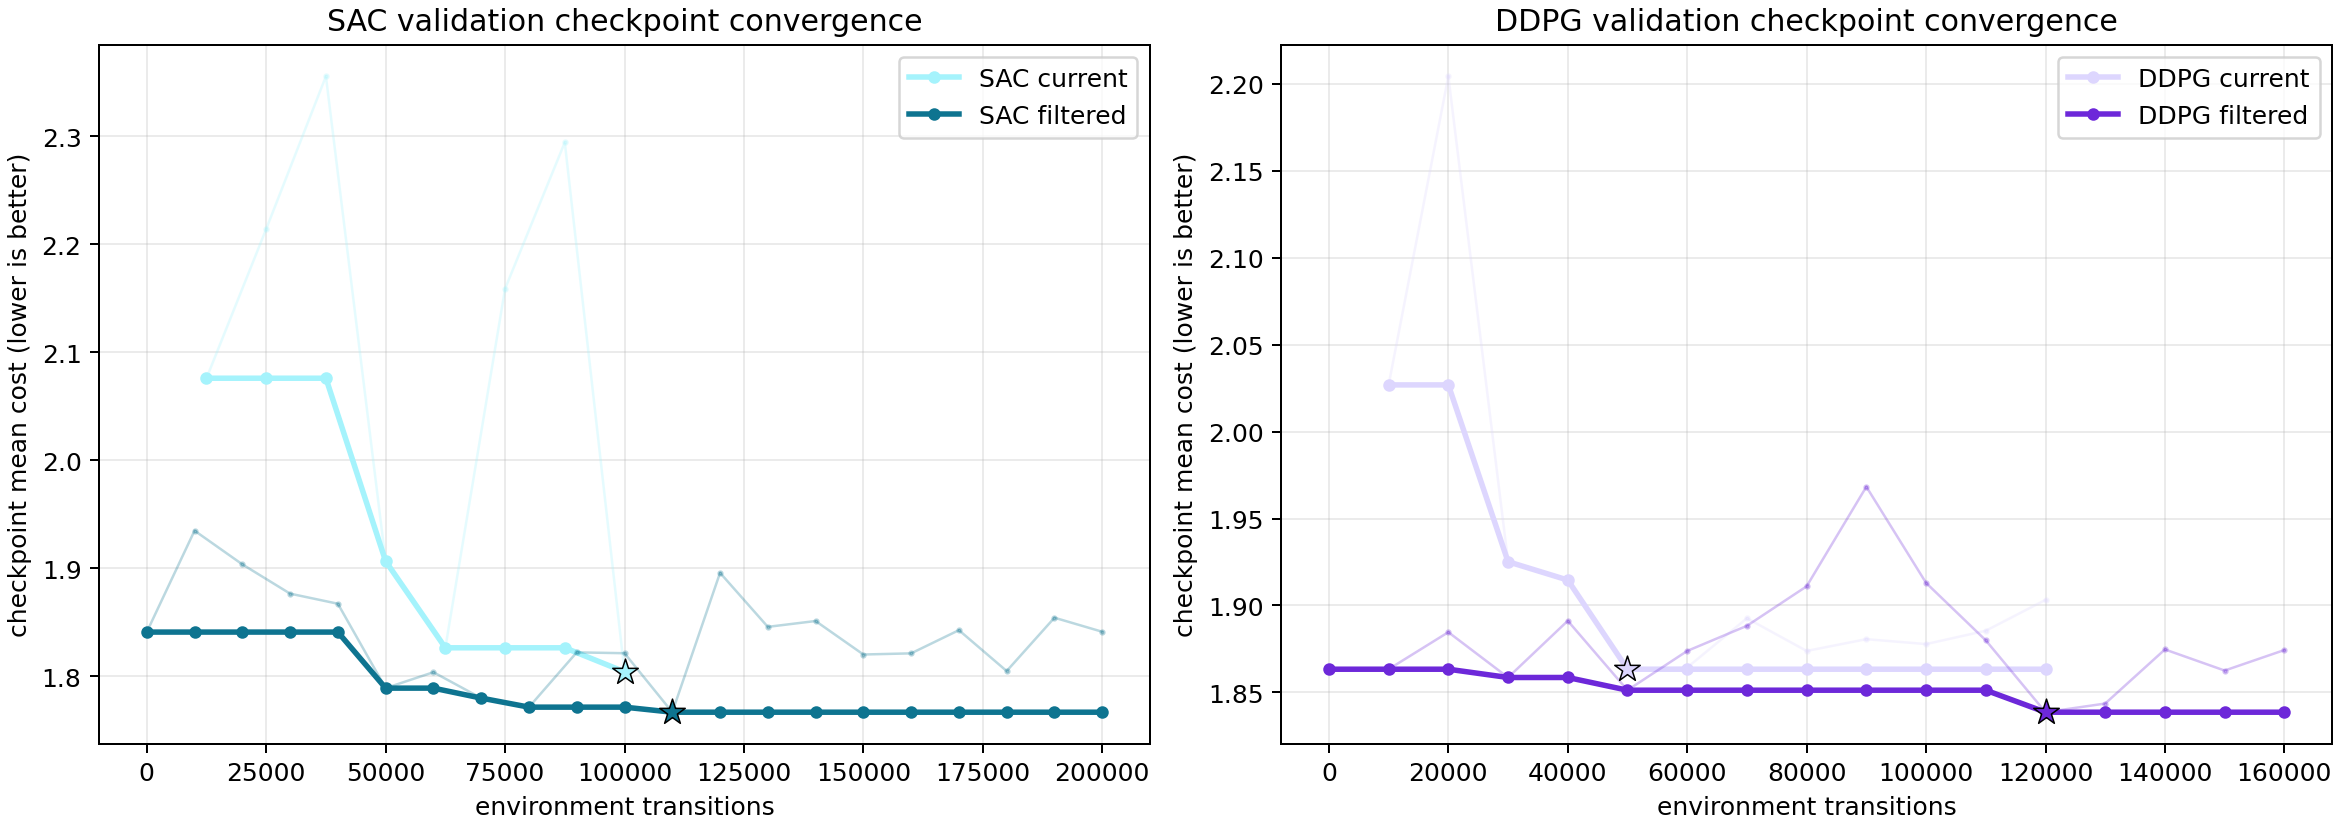 SAC validation checkpoint convergence
checkpoint mean cost (lower is better)
2.3
2.2
2.1
2.0
1.9
1.8
SAC current
SAC filtered
0 25000 50000 75000 100000 125000 150000 175000 200000
environment transitions
DDPG validation checkpoint convergence
checkpoint mean cost (lower is better)
2.20
2.15
2.10
2.05
2.00
1.95
1.90
1.85
DDPG current
DDPG filtered
0 20000 40000 60000 80000 100000 120000 140000 160000
environment transitions